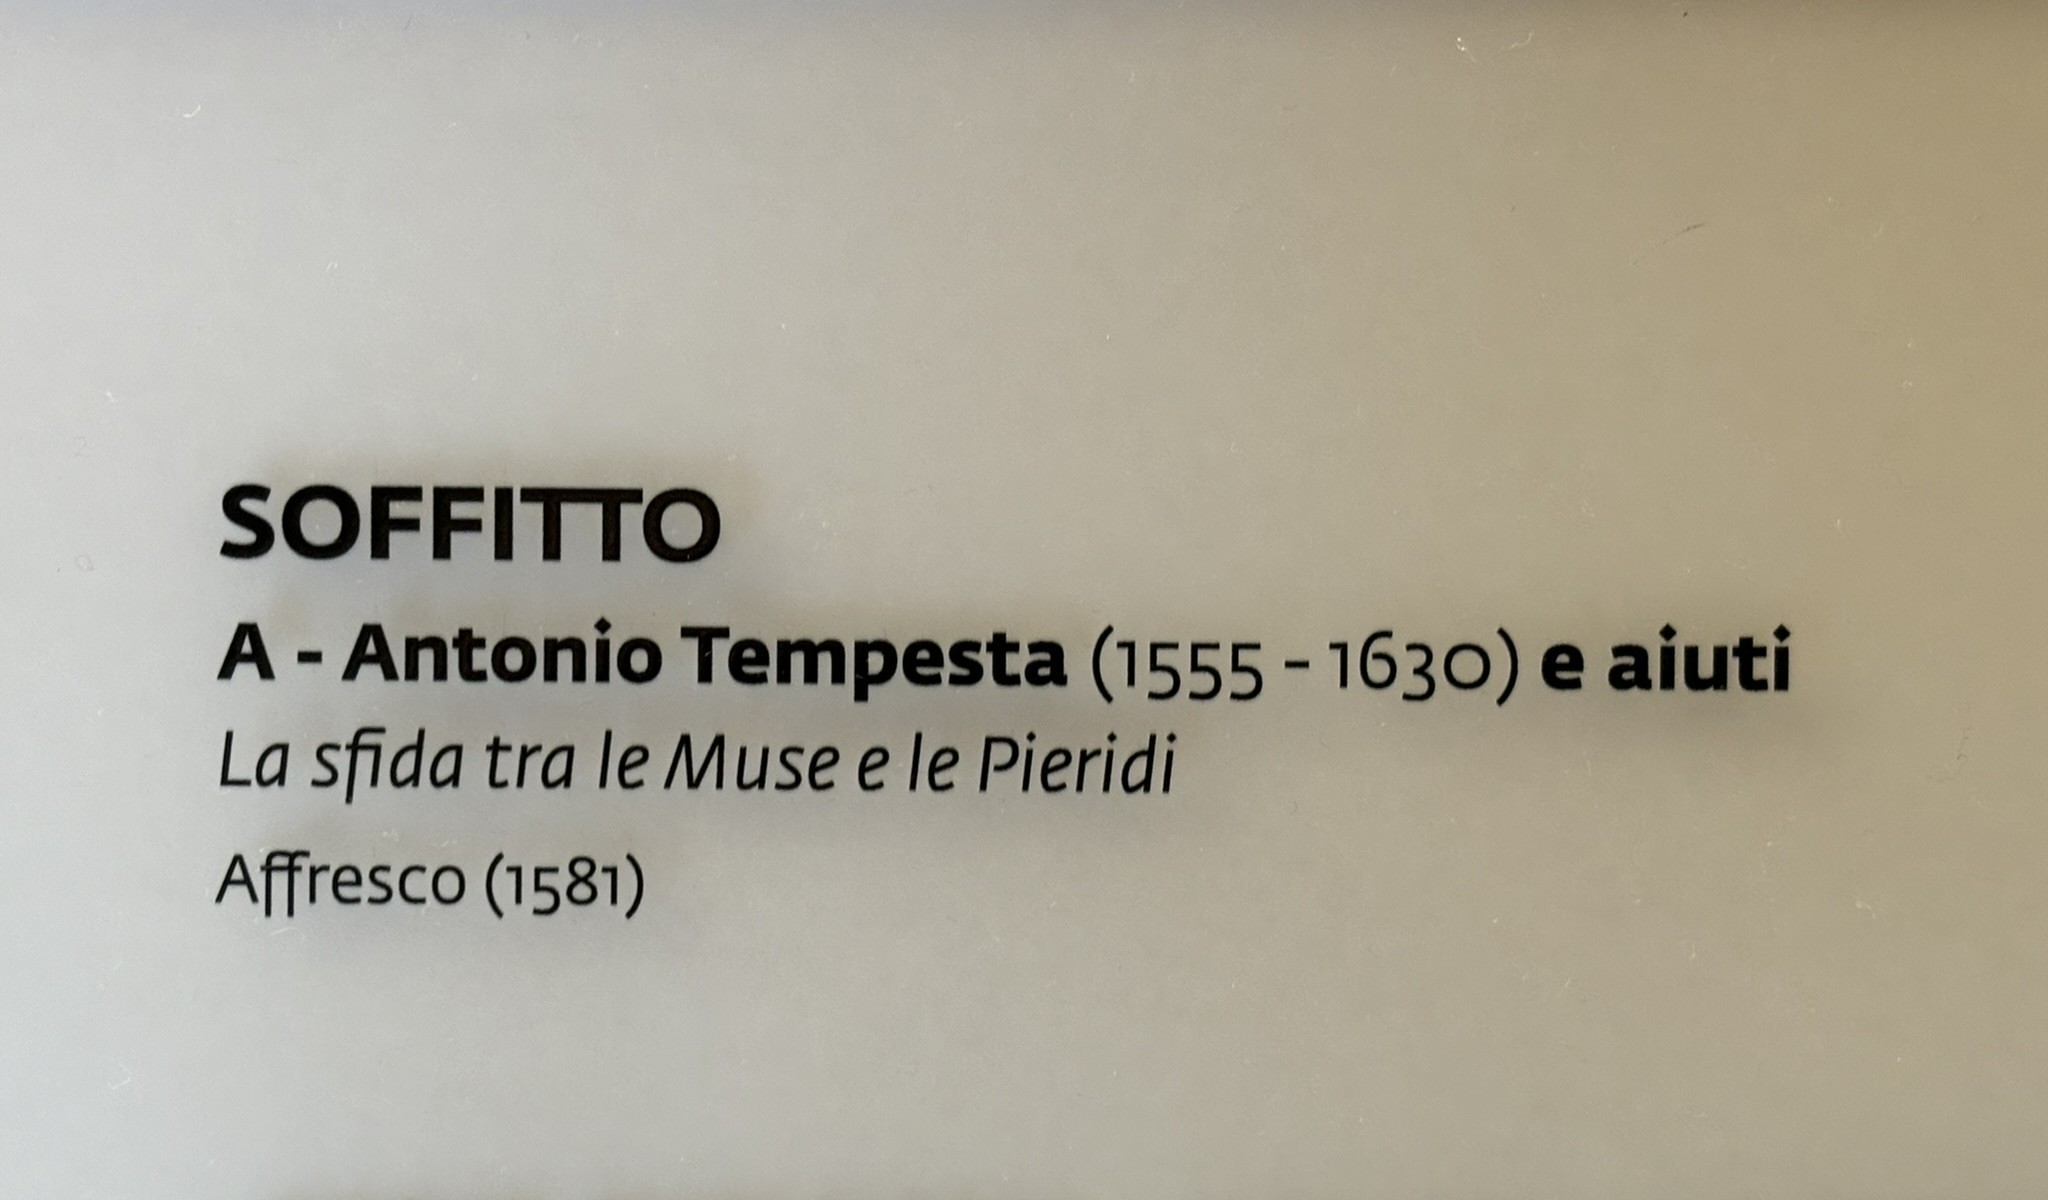 SOFFITTO
A - Antonio Tempesta (1555 - 1630) e aiuti
La sfida tra le Muse e le Pieridi
Affresco (1581)